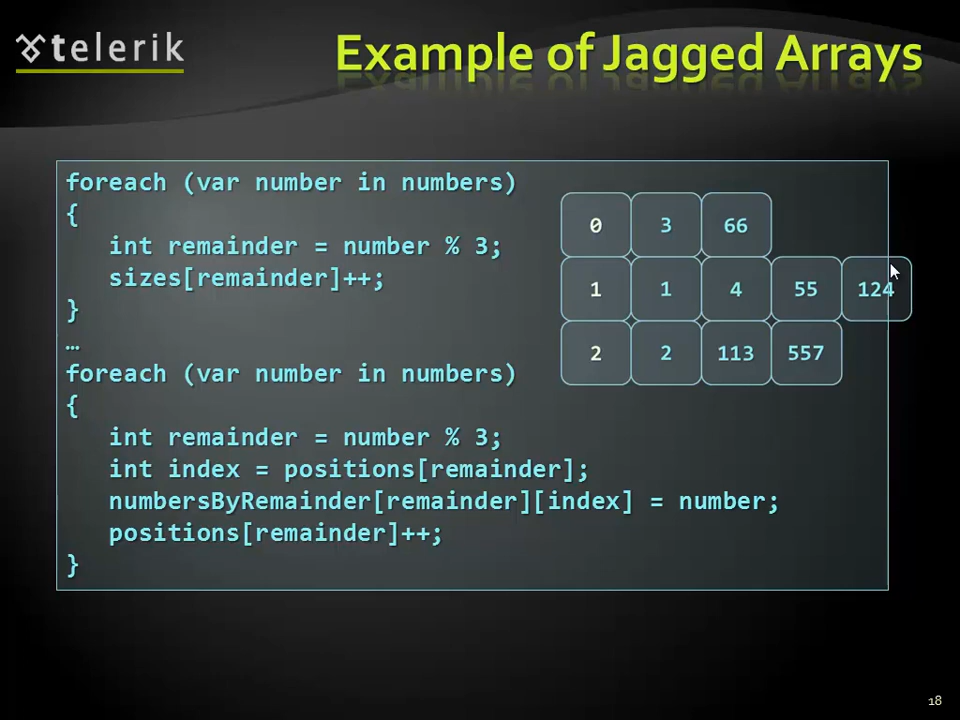 telerik
Example of Jagged Arrays
foreach (var number in numbers)
{
   int remainder = number % 3;
   sizes[remainder]++;
}
…
foreach (var number in numbers)
{
   int remainder = number % 3;
   int index = positions[remainder];
   numbersByRemainder[remainder][index] = number;
   positions[remainder]++;
}
0 3 66
1 1 4 55 124
2 2 113 557
18